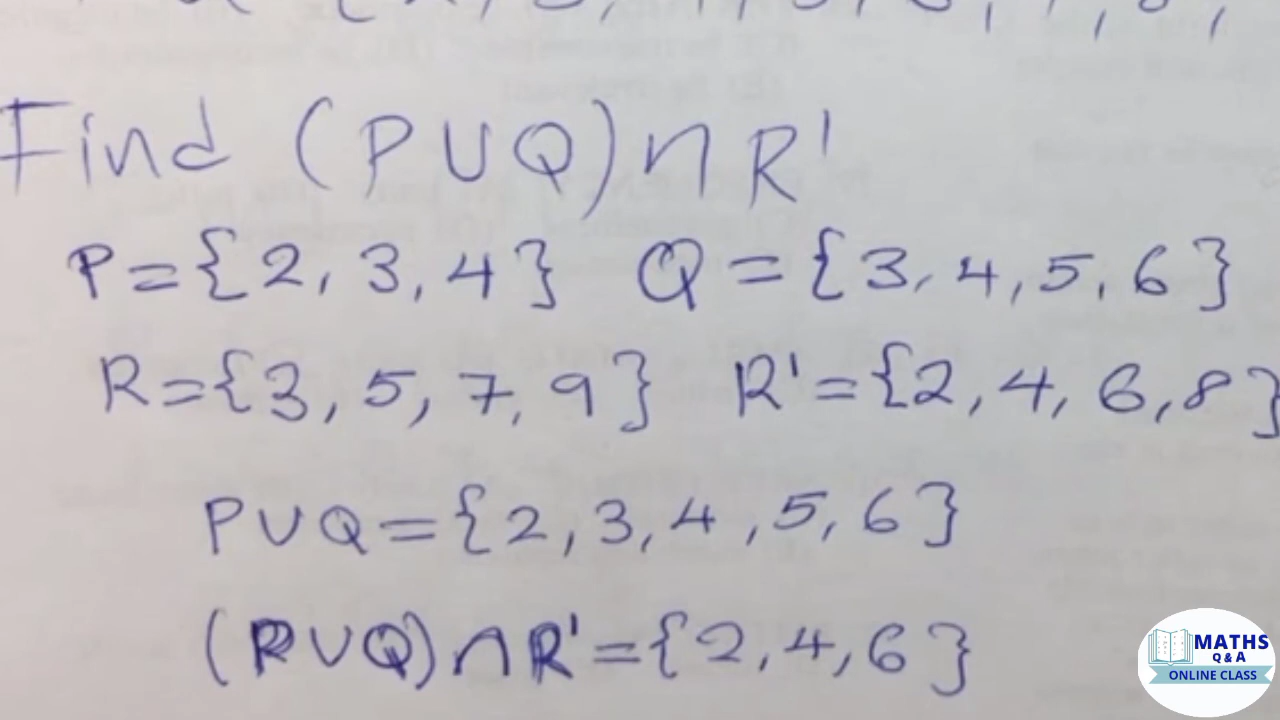 Find (P∪Q)∩R'
P={2, 3, 4} Q={3, 4, 5, 6}
R={3, 5, 7, 9} R'={2, 4, 6, 8}
P∪Q={2, 3, 4, 5, 6}
(P∪Q)∩R'={2, 4, 6}
MATHS
Q & A
ONLINE CLASS